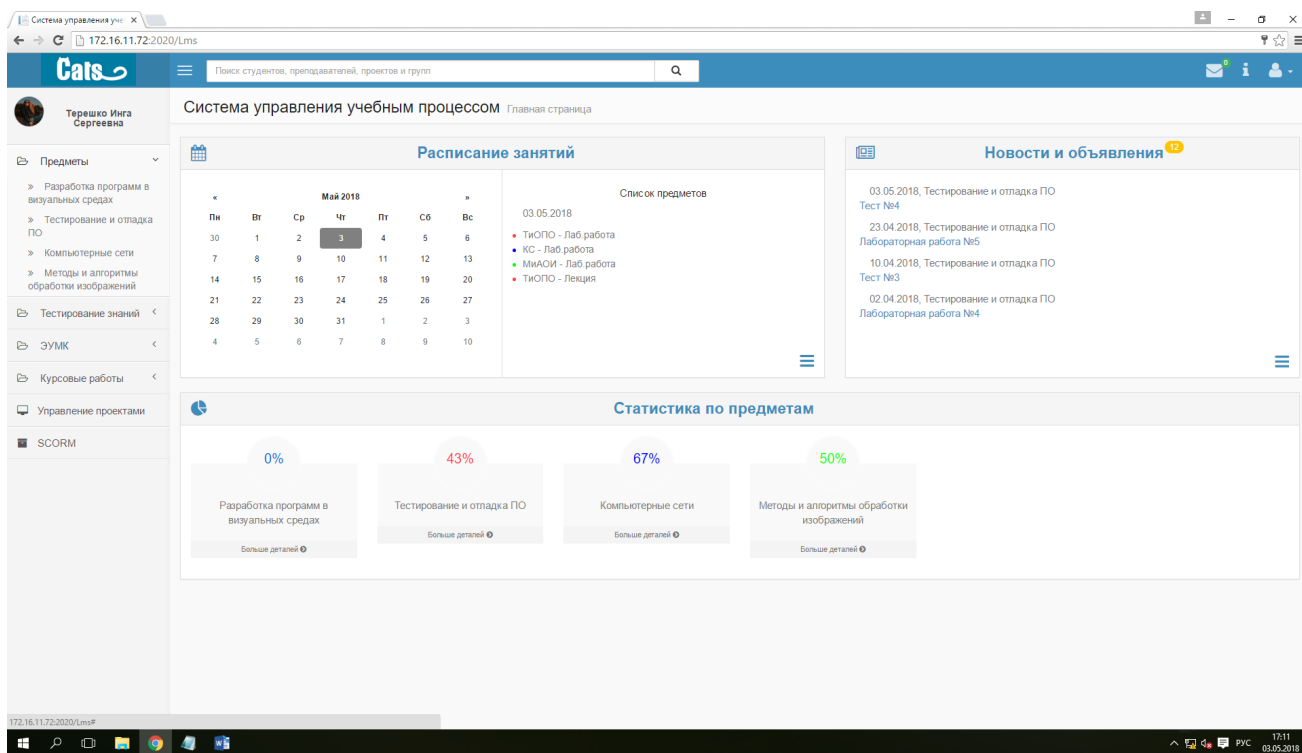 Система управления уче
172.16.11.72:2020/Lms
Cats
Поиск студентов, преподавателей, проектов и групп
0
Терешко Инга
Сергеевна
Система управления учебным процессом Главная страница
Предметы
» Разработка программ в
визуальных средах
» Тестирование и отладка
ПО
» Компьютерные сети
» Методы и алгоритмы
обработки изображений
Тестирование знаний
ЭУМК
Курсовые работы
Управление проектами
SCORM
Расписание занятий
« Май 2018 »
Пн Вт Ср Чт Пт Сб Вс
30 1 2 3 4 5 6
7 8 9 10 11 12 13
14 15 16 17 18 19 20
21 22 23 24 25 26 27
28 29 30 31 1 2 3
4 5 6 7 8 9 10
Список предметов
03.05.2018
• ТиОПО - Лаб.работа
• КС - Лаб.работа
• МиАОИ - Лаб.работа
• ТиОПО - Лекция
Новости и объявления 12
03.05.2018, Тестирование и отладка ПО
Тест №4
23.04.2018, Тестирование и отладка ПО
Лабораторная работа №5
10.04.2018, Тестирование и отладка ПО
Тест №3
02.04.2018, Тестирование и отладка ПО
Лабораторная работа №4
Статистика по предметам
0%
Разработка программ в
визуальных средах
Больше деталей
43%
Тестирование и отладка ПО
Больше деталей
67%
Компьютерные сети
Больше деталей
50%
Методы и алгоритмы обработки
изображений
Больше деталей
172.16.11.72:2020/Lms#
РУС
17:11
03.05.2018